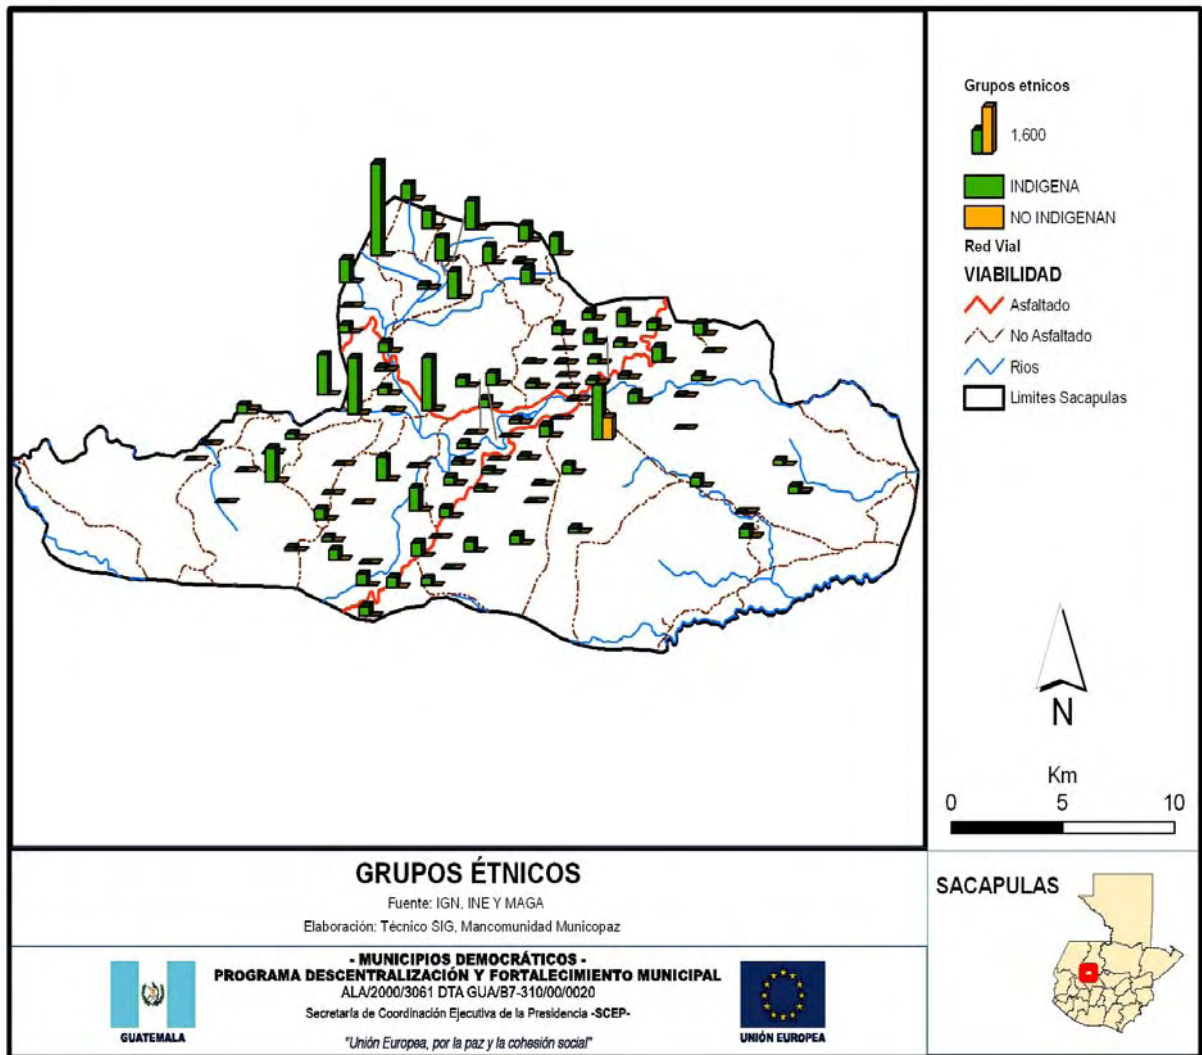 Grupos etnicos
1,600
INDIGENA
NO INDIGENAN
Red Vial
VIABILIDAD
Asfaltado
No Asfaltado
Rios
Limites Sacapulas
N
Km
0 5 10
GRUPOS ÉTNICOS
Fuente: IGN, INE Y MAGA
Elaboración: Técnico SIG, Mancomunidad Municopaz
SACAPULAS
- MUNICIPIOS DEMOCRÁTICOS -
PROGRAMA DESCENTRALIZACIÓN Y FORTALECIMIENTO MUNICIPAL
ALA/2000/3061 DTA GUA/B7-310/00/0020
Secretaría de Coordinación Ejecutiva de la Presidencia -SCEP-
"Unión Europea, por la paz y la cohesión social"
GUATEMALA
UNIÓN EUROPEA